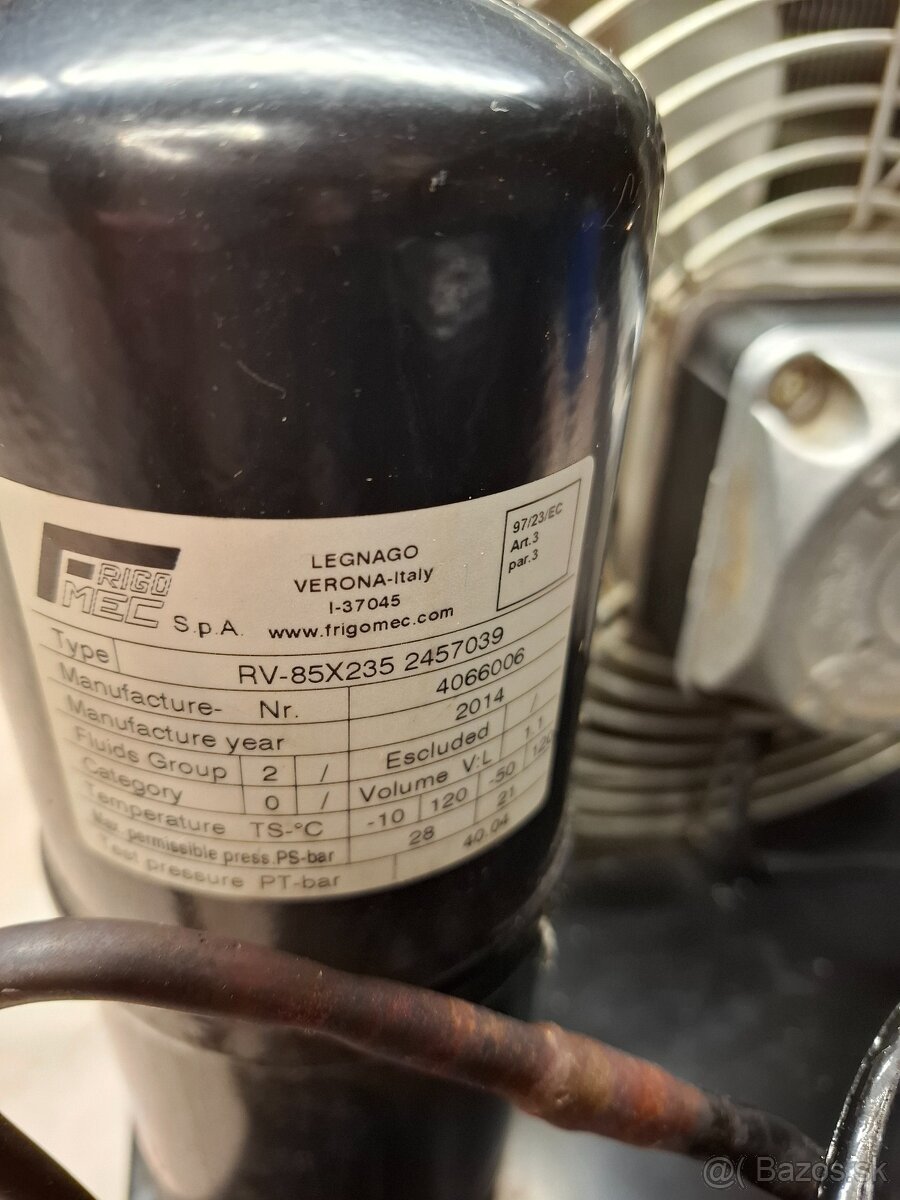 FRIGO
MEC S.p.A.
LEGNAGO
VERONA-Italy
I-37045
www.frigomec.com
97/23/EC
Art.3
par.3
Type RV-85X235 2457039
Manufacture- Nr. 4066006
Manufacture year 2014
Fluids Group 2 / Escluded /
Category 0 / Volume V:L 1.1
Temperature TS-°C -10 120 -50 120
Max. permissible press.PS-bar 28 21
Test pressure PT-bar 40.04
@( Bazos.sk